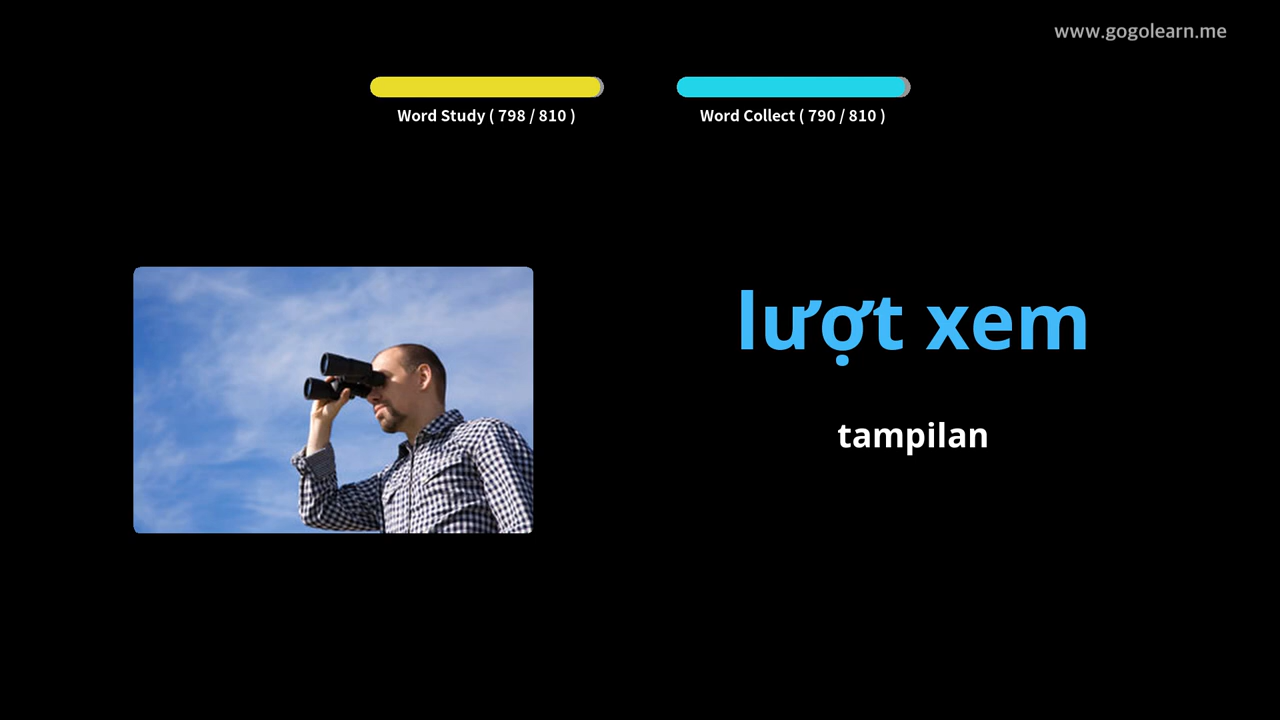 www.gogolearn.me
Word Study ( 798 / 810 )
Word Collect ( 790 / 810 )
lượt xem
tampilan